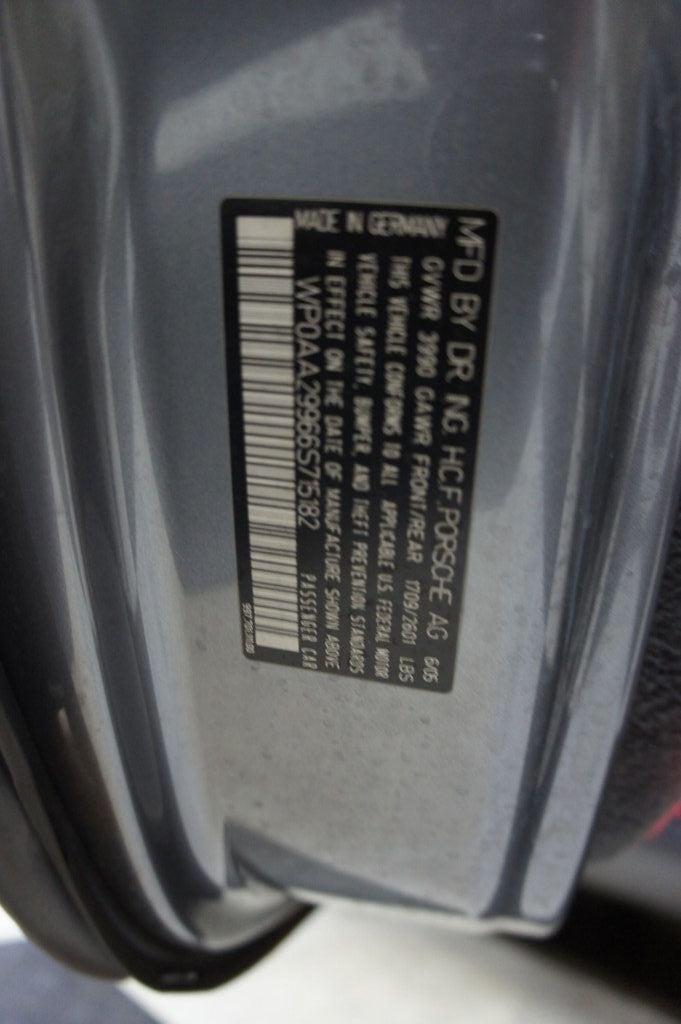 MFD BY DR. ING. H.C.F. PORSCHE AG 6/05
GVWR 3990 GAWR FRONT/REAR 1709/2601 LBS
THIS VEHICLE CONFORMS TO ALL APPLICABLE U.S. FEDERAL MOTOR
VEHICLE SAFETY, BUMPER, AND THEFT PREVENTION STANDARDS
IN EFFECT ON THE DATE OF MANUFACTURE SHOWN ABOVE
MADE IN GERMANY
WP0AA29966S715182 PASSENGER CAR